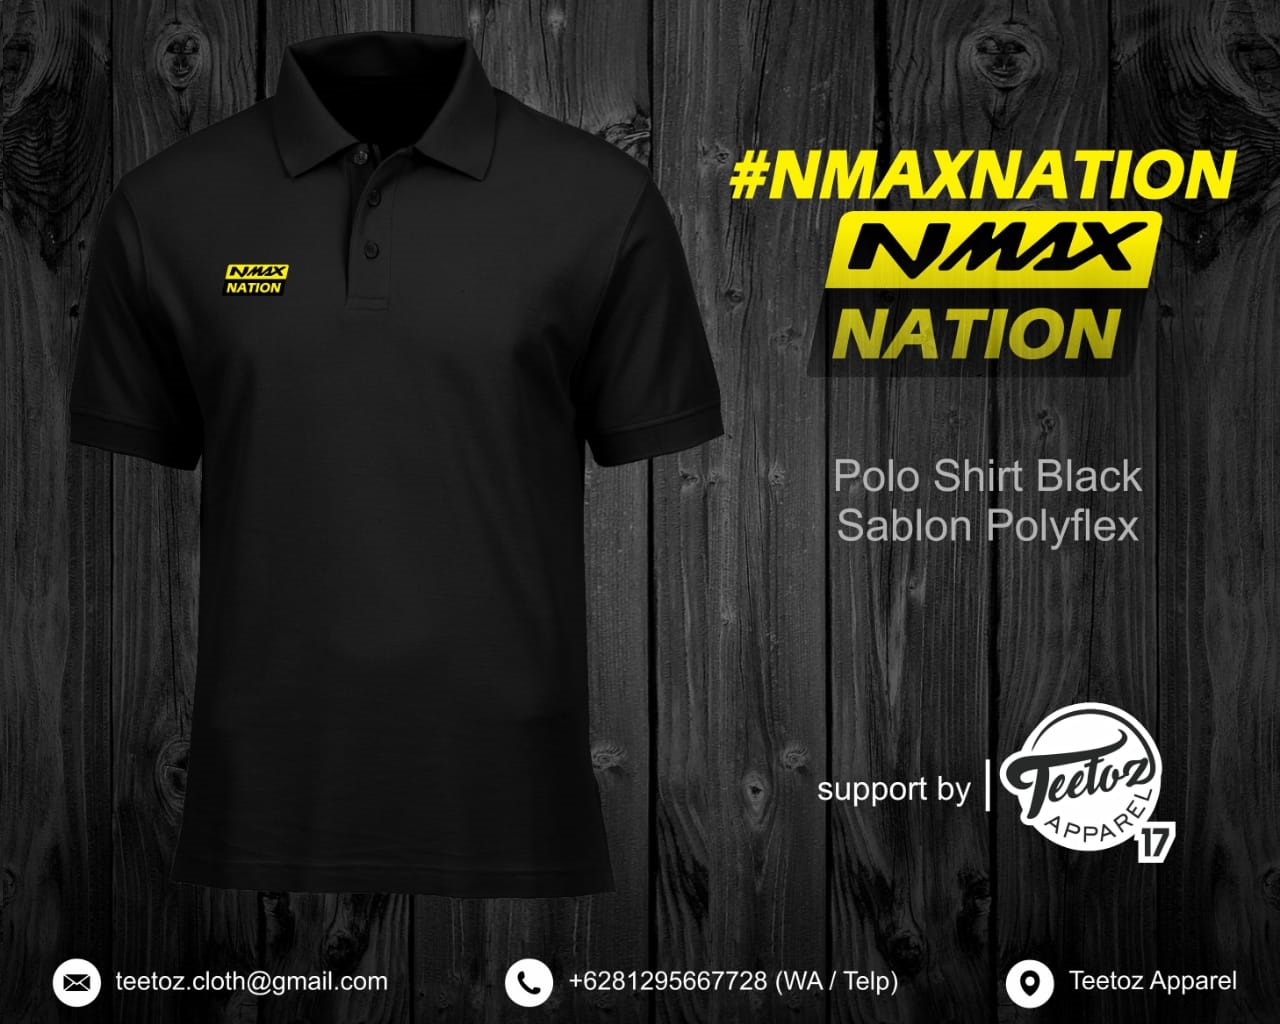 NMAX
NATION
#NMAXNATION
NMAX
NATION
Polo Shirt Black
Sablon Polyflex
support by
Teetoz
APPAREL
17
teetoz.cloth@gmail.com
+6281295667728 (WA / Telp)
Teetoz Apparel